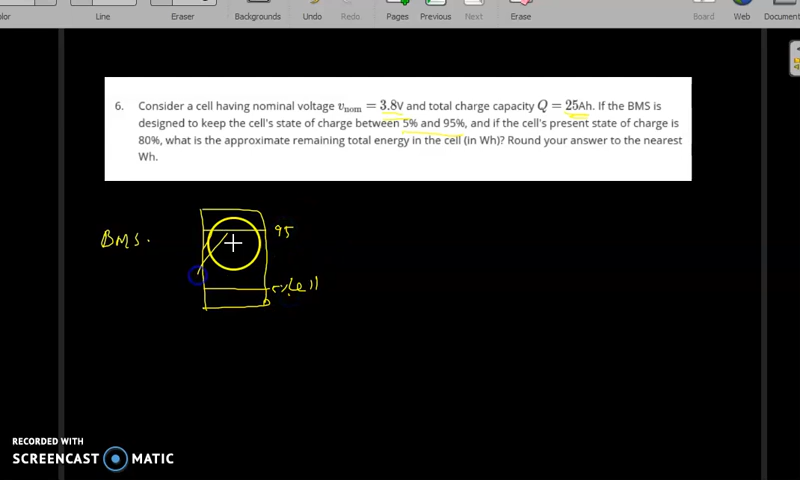 Line
Eraser
Backgrounds
Undo
Redo
Pages
Previous
Next
Erase
Board
Web
Document
6. Consider a cell having nominal voltage vnom = 3.8V and total charge capacity Q = 25Ah. If the BMS is
designed to keep the cell's state of charge between 5% and 95%, and if the cell's present state of charge is
80%, what is the approximate remaining total energy in the cell (in Wh)? Round your answer to the nearest
Wh.
BMS.
95
RECORDED WITH
SCREENCAST MATIC